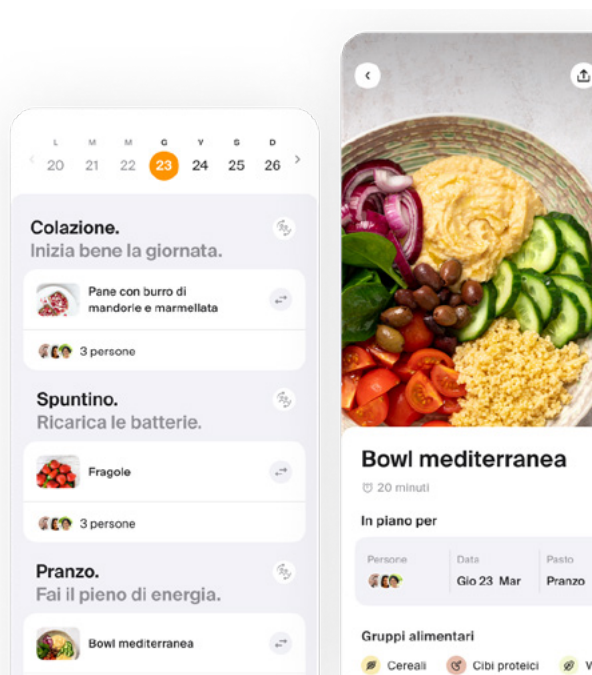 L M M G V S D
20 21 22 23 24 25 26
Colazione.
Inizia bene la giornata.
Pane con burro di
mandorle e marmellata
3 persone
Spuntino.
Ricarica le batterie.
Fragole
3 persone
Pranzo.
Fai il pieno di energia.
Bowl mediterranea
Bowl mediterranea
20 minuti
In piano per
Persone Data Pasto
Gio 23 Mar Pranzo
Gruppi alimentari
Cereali Cibi proteici